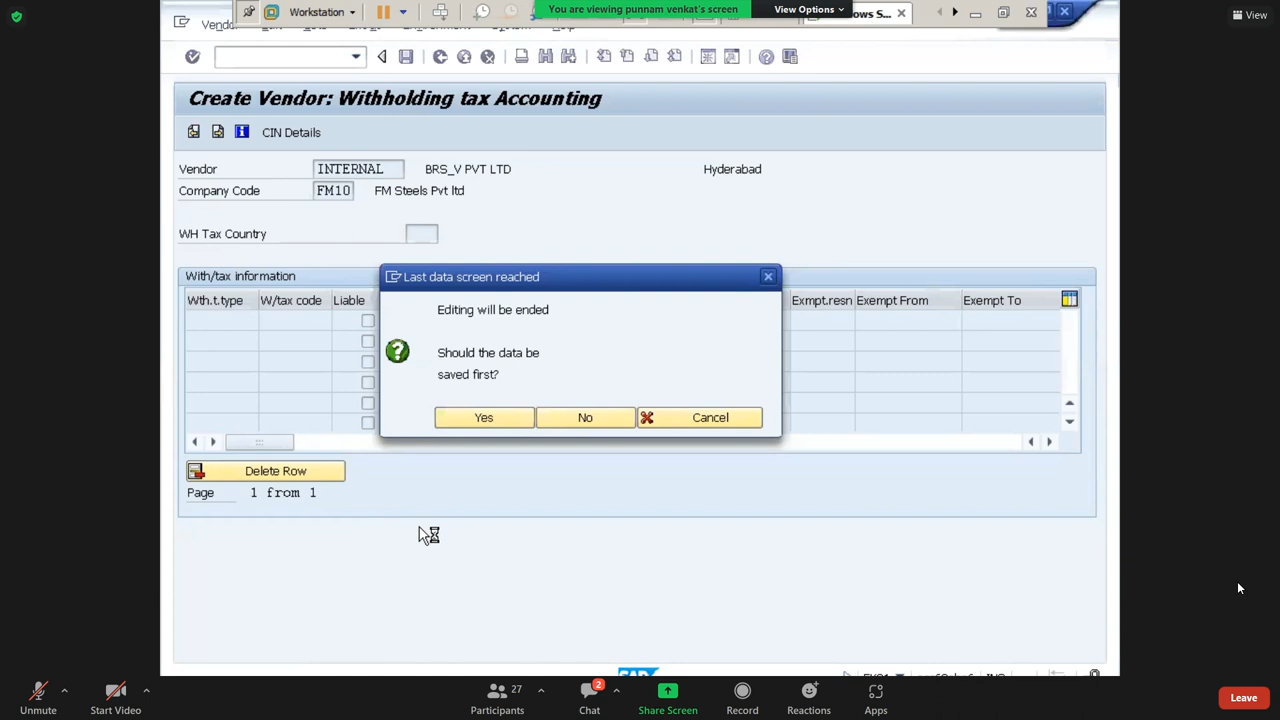 Workstation
You are viewing punnam venkat's screen
View Options
View
Create Vendor: Withholding tax Accounting
CIN Details
Vendor INTERNAL BRS_V PVT LTD Hyderabad
Company Code FM10 FM Steels Pvt ltd
WH Tax Country
With/tax information
Wth.t.type W/tax code Liable Exmpt.resn Exempt From Exempt To
Last data screen reached
Editing will be ended
Should the data be
saved first?
Yes No Cancel
Delete Row
Page 1 from 1
27
2
Unmute Start Video Participants Chat Share Screen Record Reactions Apps Leave